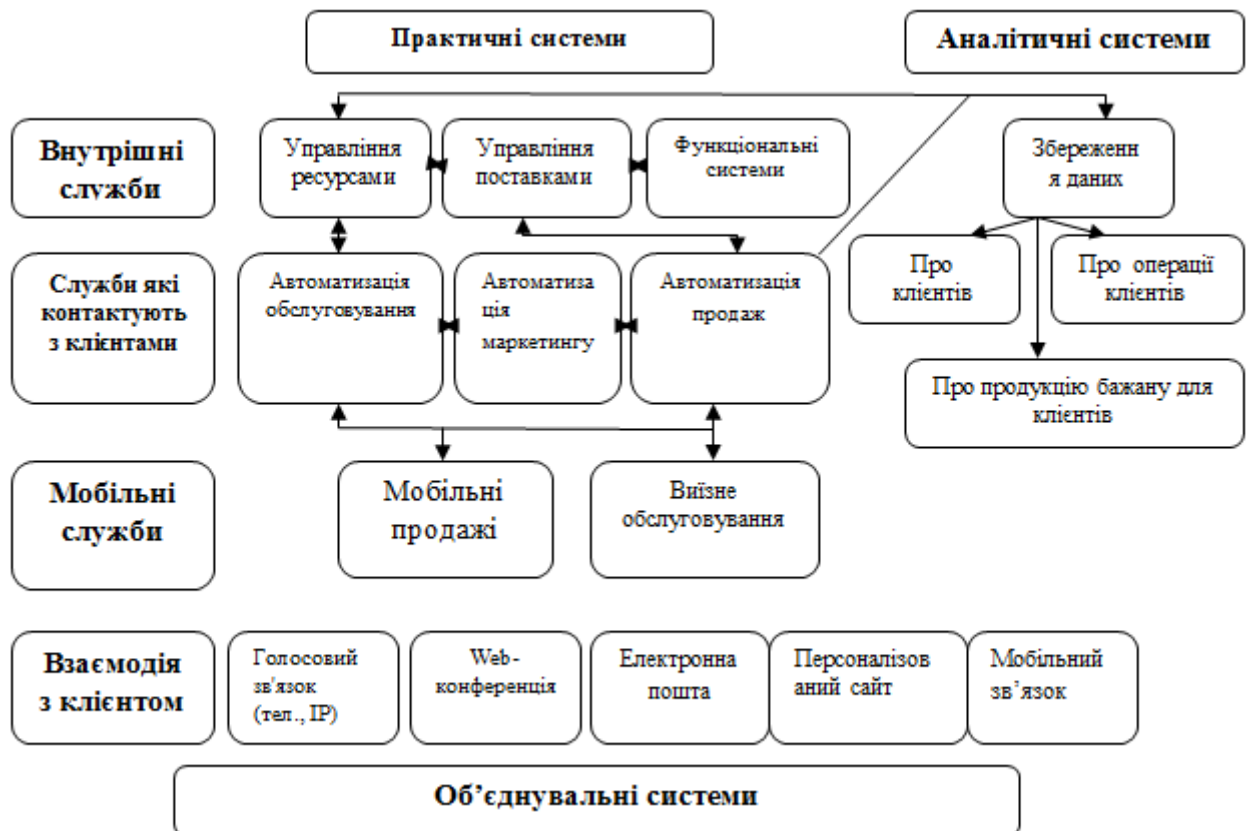 Практичні системи
Аналітичні системи
Внутрішні
служби
Управління
ресурсами
Управління
поставками
Функціональні
системи
Збереженн
я даних
Служби які
контактують
з клієнтами
Автоматизація
обслуговування
Автоматиза
ція
маркетингу
Автоматизація
продаж
Про
клієнтів
Про операції
клієнтів
Про продукцію бажану для
клієнтів
Мобільні
служби
Мобільні
продажі
Виїзне
обслуговування
Взаємодія
з клієнтом
Голосовий
зв'язок
(тел., IP)
Web-
конференція
Електронна
пошта
Персоналізов
аний сайт
Мобільний
зв’язок
Об’єднувальні системи